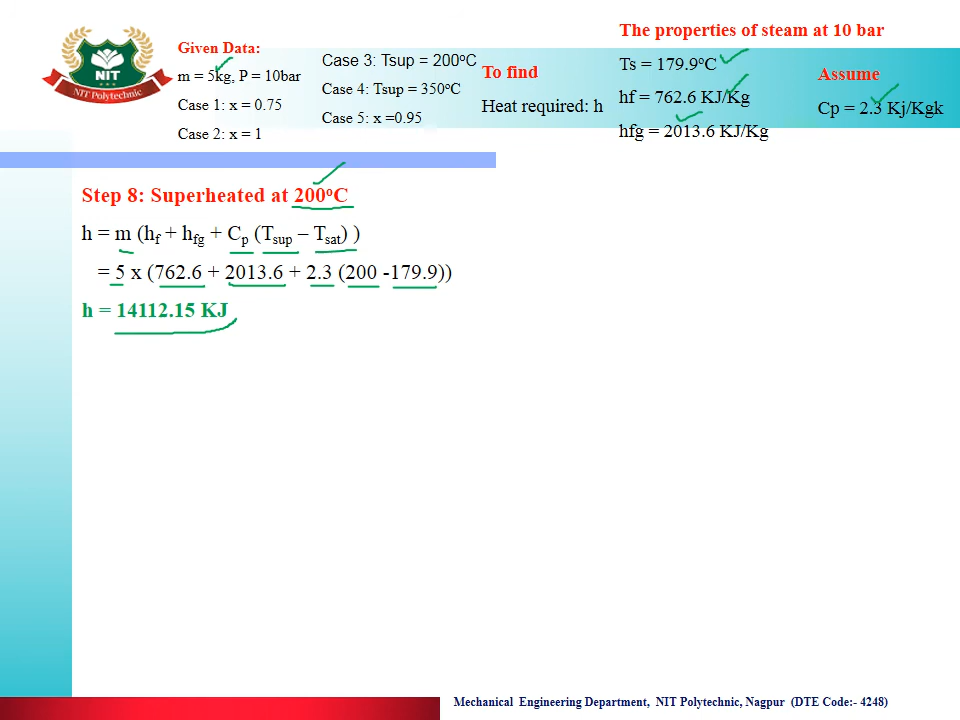 NIT
NIT Polytechnic
Given Data:
m = 5kg, P = 10bar
Case 1: x = 0.75
Case 2: x = 1
Case 3: Tsup = 200ºC
Case 4: Tsup = 350ºC
Case 5: x =0.95
To find
Heat required: h
The properties of steam at 10 bar
Ts = 179.9ºC
hf = 762.6 KJ/Kg
hfg = 2013.6 KJ/Kg
Assume
Cp = 2.3 Kj/Kgk
Step 8: Superheated at 200ºC
h = m (hf + hfg + Cp (Tsup – Tsat) )
= 5 x (762.6 + 2013.6 + 2.3 (200 -179.9))
h = 14112.15 KJ
Mechanical Engineering Department, NIT Polytechnic, Nagpur (DTE Code:- 4248)